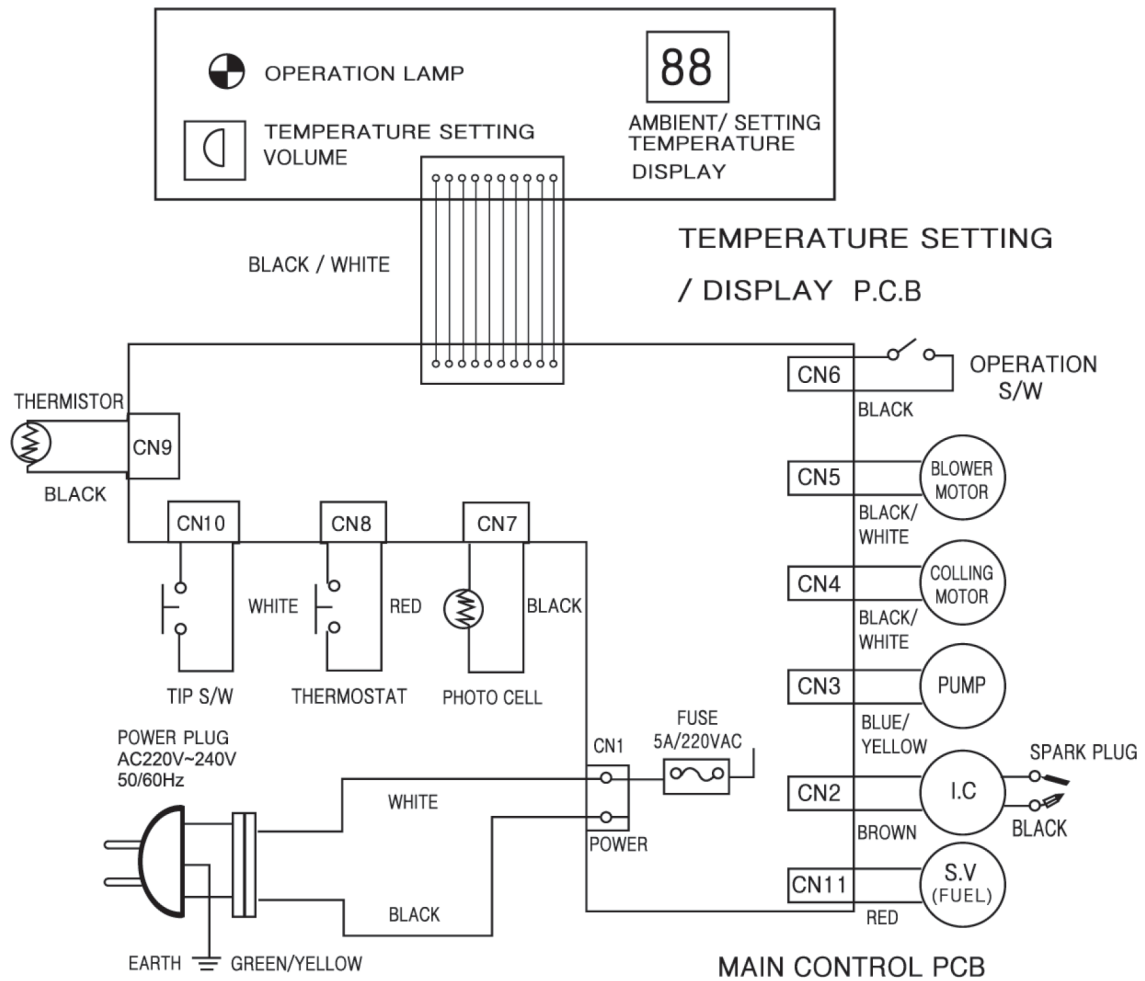 OPERATION LAMP
88
TEMPERATURE SETTING
VOLUME
AMBIENT/ SETTING
TEMPERATURE
DISPLAY
BLACK / WHITE
TEMPERATURE SETTING
/ DISPLAY P.C.B
THERMISTOR
CN9
BLACK
CN6
OPERATION
S/W
BLACK
CN5
BLOWER
MOTOR
BLACK/
WHITE
CN10
CN8
CN7
CN4
COLLING
MOTOR
BLACK/
WHITE
WHITE
RED
BLACK
TIP S/W
THERMOSTAT
PHOTO CELL
CN3
PUMP
BLUE/
YELLOW
POWER PLUG
AC220V~240V
50/60Hz
CN1
FUSE
5A/220VAC
WHITE
POWER
CN2
I.C
SPARK PLUG
BROWN
BLACK
CN11
S.V
(FUEL)
RED
BLACK
EARTH
GREEN/YELLOW
MAIN CONTROL PCB